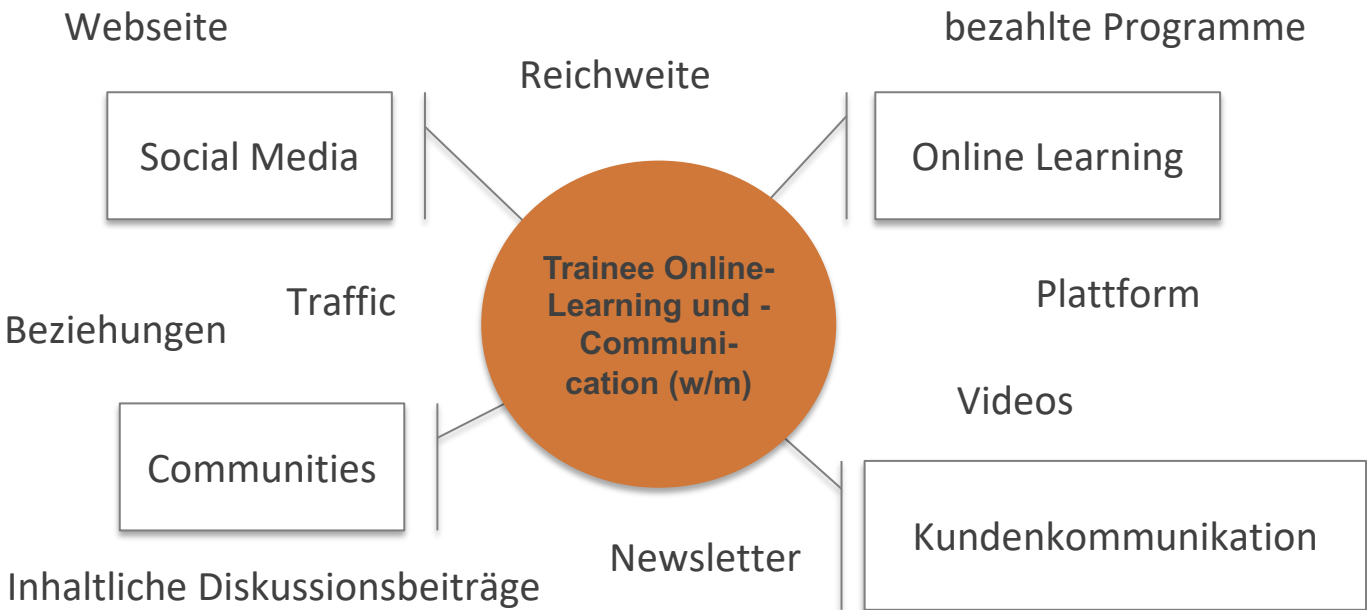 Webseite
bezahlte Programme
Reichweite
Social Media
Online Learning
Trainee Online-
Learning und -
Communi-
cation (w/m)
Traffic
Beziehungen
Plattform
Videos
Communities
Kundenkommunikation
Newsletter
Inhaltliche Diskussionsbeiträge